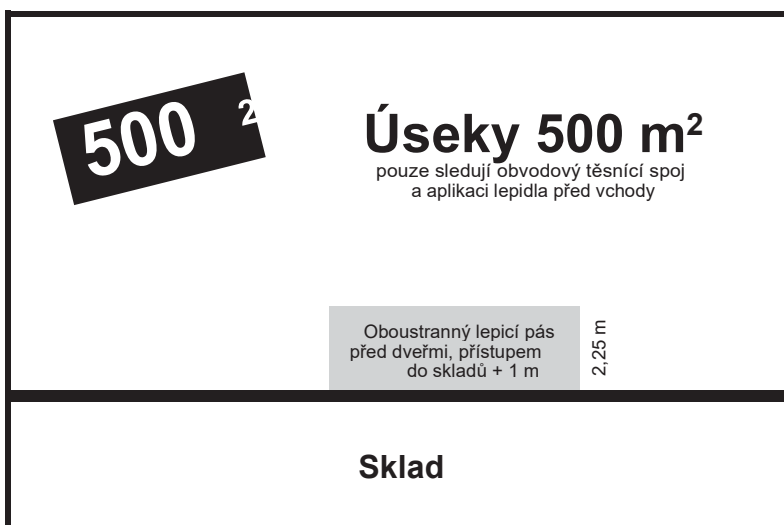 500 2
Úseky 500 m²
pouze sledují obvodový těsnící spoj
a aplikaci lepidla před vchody
Oboustranný lepicí pás
před dveřmi, přístupem
do skladů + 1 m
2,25 m
Sklad